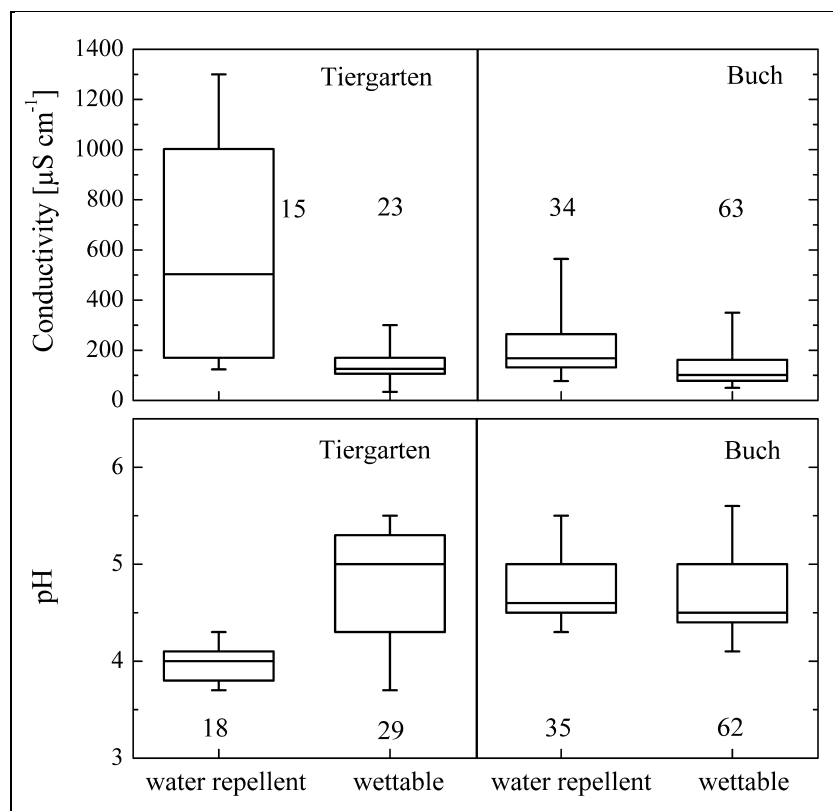 1400
1200
1000
800
600
400
200
0
Conductivity [µS cm⁻¹]
Tiergarten
Buch
15
23
34
63
6
5
4
3
pH
Tiergarten
Buch
18
29
35
62
water repellent
wettable
water repellent
wettable